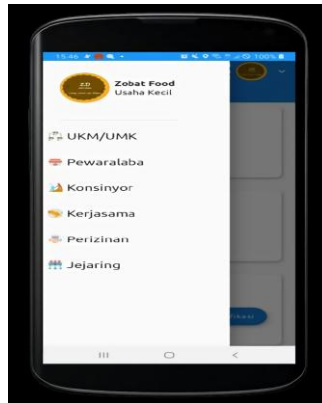 15.46
100%
Zobat Food
Usaha Kecil
UKM/UMK
Pewaralaba
Konsinyor
Kerjasama
Perizinan
Jejaring